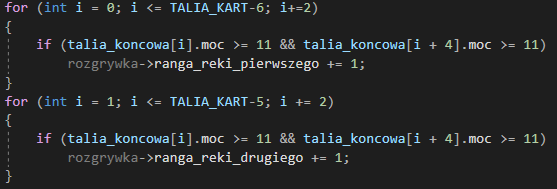 for (int i = 0; i <= TALIA_KART-6; i+=2)
{
if (talia_koncowa[i].moc >= 11 && talia_koncowa[i + 4].moc >= 11)
rozgrywka->ranga_reki_pierwszego += 1;
}
for (int i = 1; i <= TALIA_KART-5; i += 2)
{
if (talia_koncowa[i].moc >= 11 && talia_koncowa[i + 4].moc >= 11)
rozgrywka->ranga_reki_drugiego += 1;
}